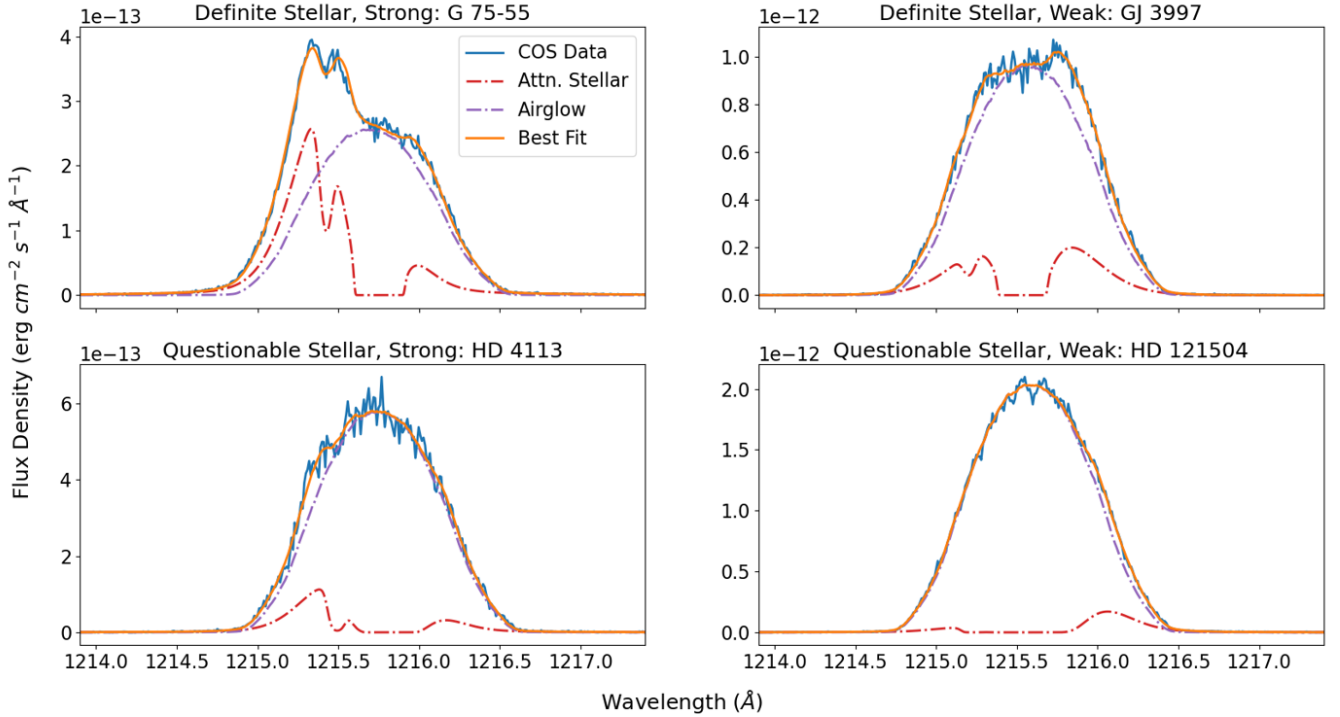 1e−13 Definite Stellar, Strong: G 75-55
4
3
2
1
0
COS Data
Attn. Stellar
Airglow
Best Fit
1e−12 Definite Stellar, Weak: GJ 3997
1.0
0.8
0.6
0.4
0.2
0.0
1e−13 Questionable Stellar, Strong: HD 4113
6
4
2
0
1214.0 1214.5 1215.0 1215.5 1216.0 1216.5 1217.0
1e−12 Questionable Stellar, Weak: HD 121504
2.0
1.5
1.0
0.5
0.0
1214.0 1214.5 1215.0 1215.5 1216.0 1216.5 1217.0
Flux Density (erg cm⁻² s⁻¹ Å⁻¹)
Wavelength (Å)